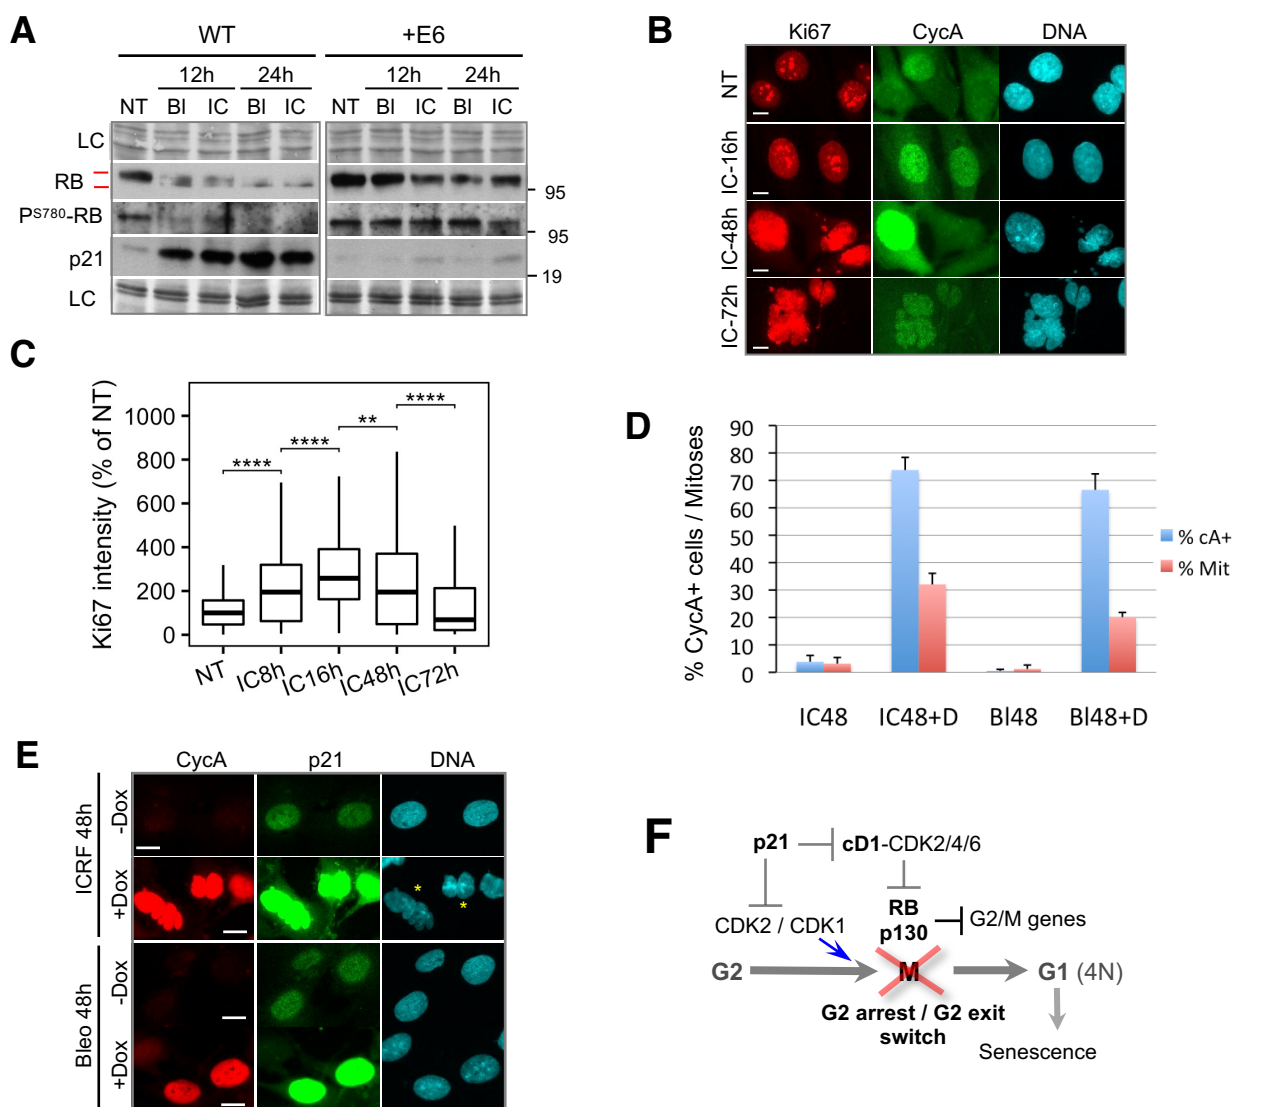 A
WT
+E6
12h
24h
12h
24h
NT BI IC BI IC
NT BI IC BI IC
LC
RB
95
PS780-RB
95
p21
19
LC
B
Ki67 CycA DNA
NT
IC-16h
IC-48h
IC-72h
C
Ki67 intensity (% of NT)
1000
800
600
400
200
0
****
****
**
****
NT IC8h IC16h IC48h IC72h
D
% CycA+ cells / Mitoses
90
80
70
60
50
40
30
20
10
0
IC48 IC48+D Bl48 Bl48+D
% cA+
% Mit
E
CycA p21 DNA
ICRF 48h
-Dox
+Dox
*
*
Bleo 48h
-Dox
+Dox
F
p21 cD1-CDK2/4/6
CDK2 / CDK1
RB
p130
G2/M genes
G2 M G1 (4N)
G2 arrest / G2 exit
switch
Senescence